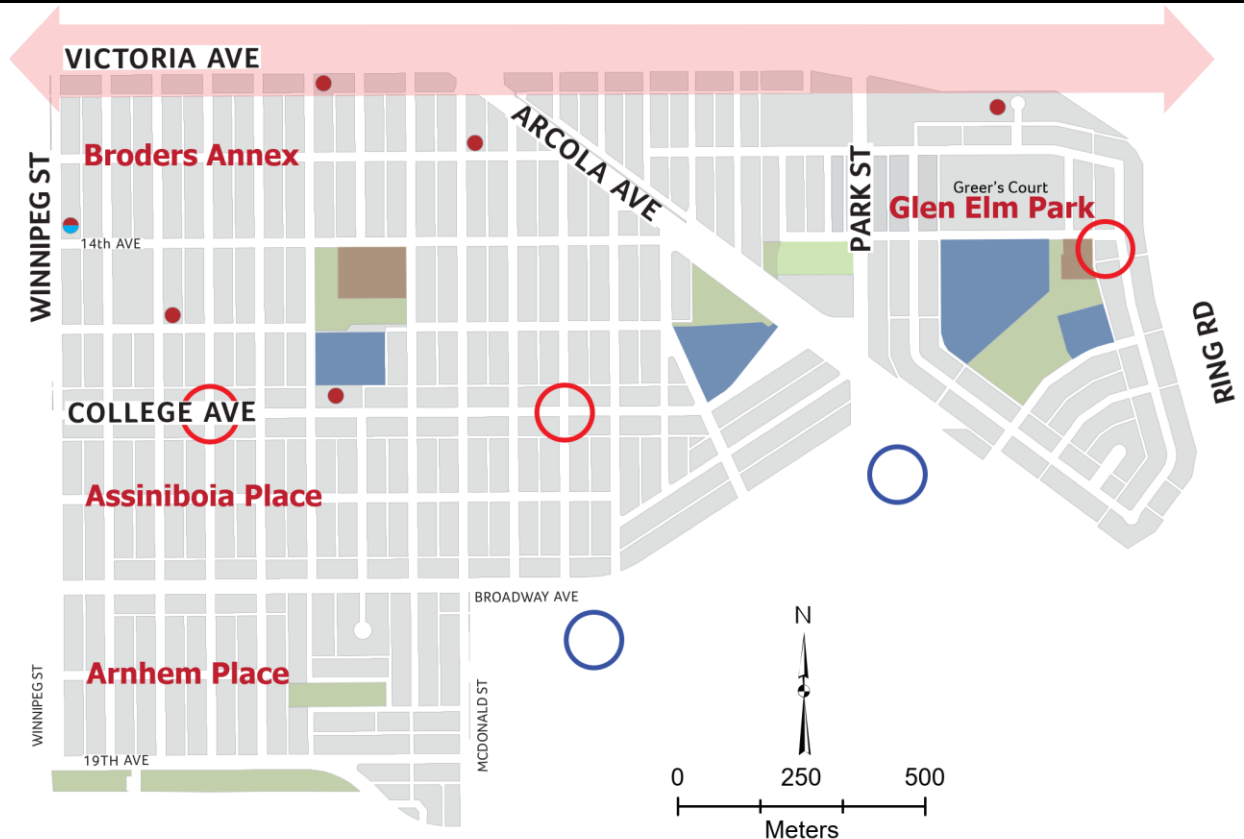 VICTORIA AVE
ARCOLA AVE
Broders Annex
WINNIPEG ST
PARK ST
Greer's Court
Glen Elm Park
14th AVE
RING RD
COLLEGE AVE
Assiniboia Place
BROADWAY AVE
N
Arnhem Place
WINNIPEG ST
MCDONALD ST
19TH AVE
0 250 500
Meters